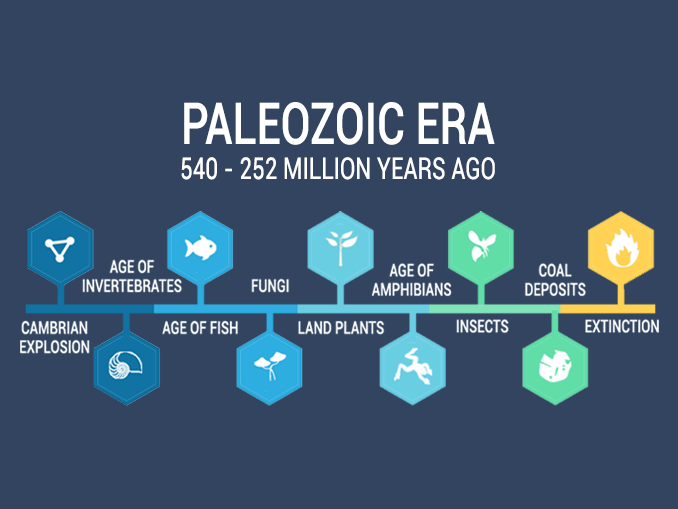 PALEOZOIC ERA
540 - 252 MILLION YEARS AGO
CAMBRIAN
EXPLOSION
AGE OF
INVERTEBRATES
AGE OF FISH
FUNGI
LAND PLANTS
AGE OF
AMPHIBIANS
INSECTS
COAL
DEPOSITS
EXTINCTION